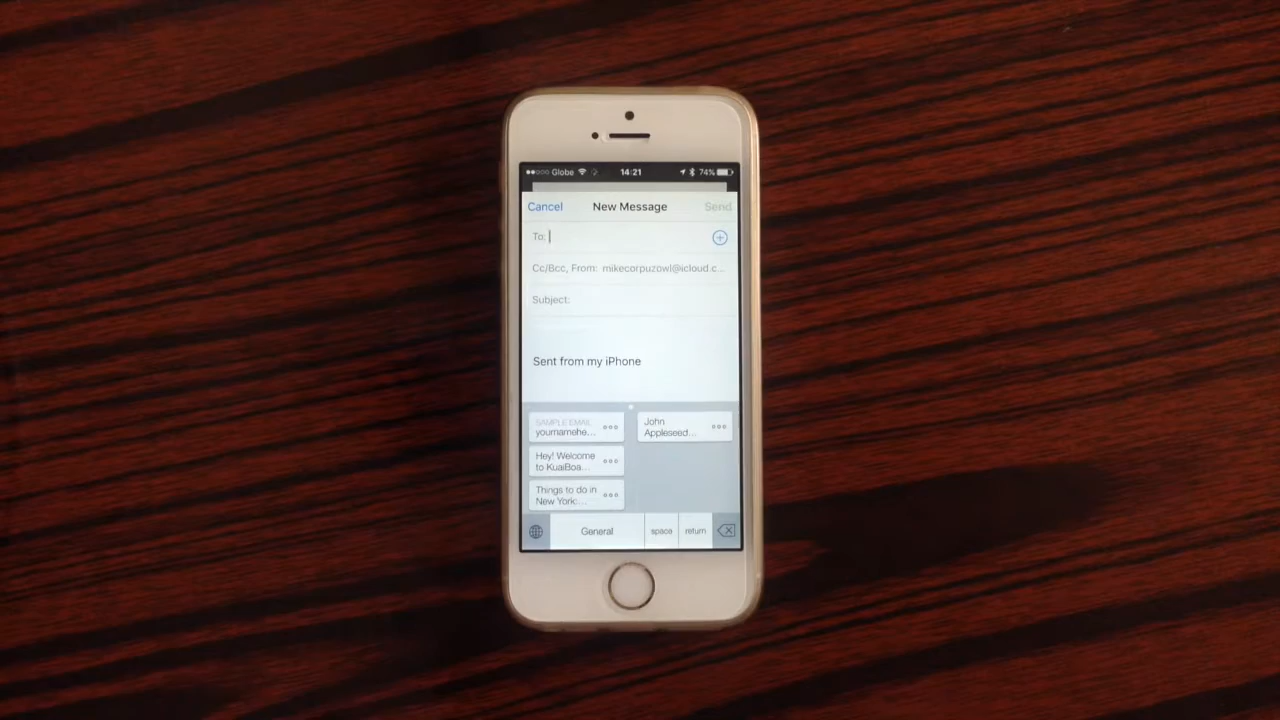 Globe 14:21 74%
Cancel New Message Send
To:
Cc/Bcc, From: mikecorpuzowl@icloud.c...
Subject:
Sent from my iPhone
SAMPLE EMAIL
yournamehe...
John
Appleseed...
Hey! Welcome
to KuaiBoa...
Things to do in
New York:...
General space return